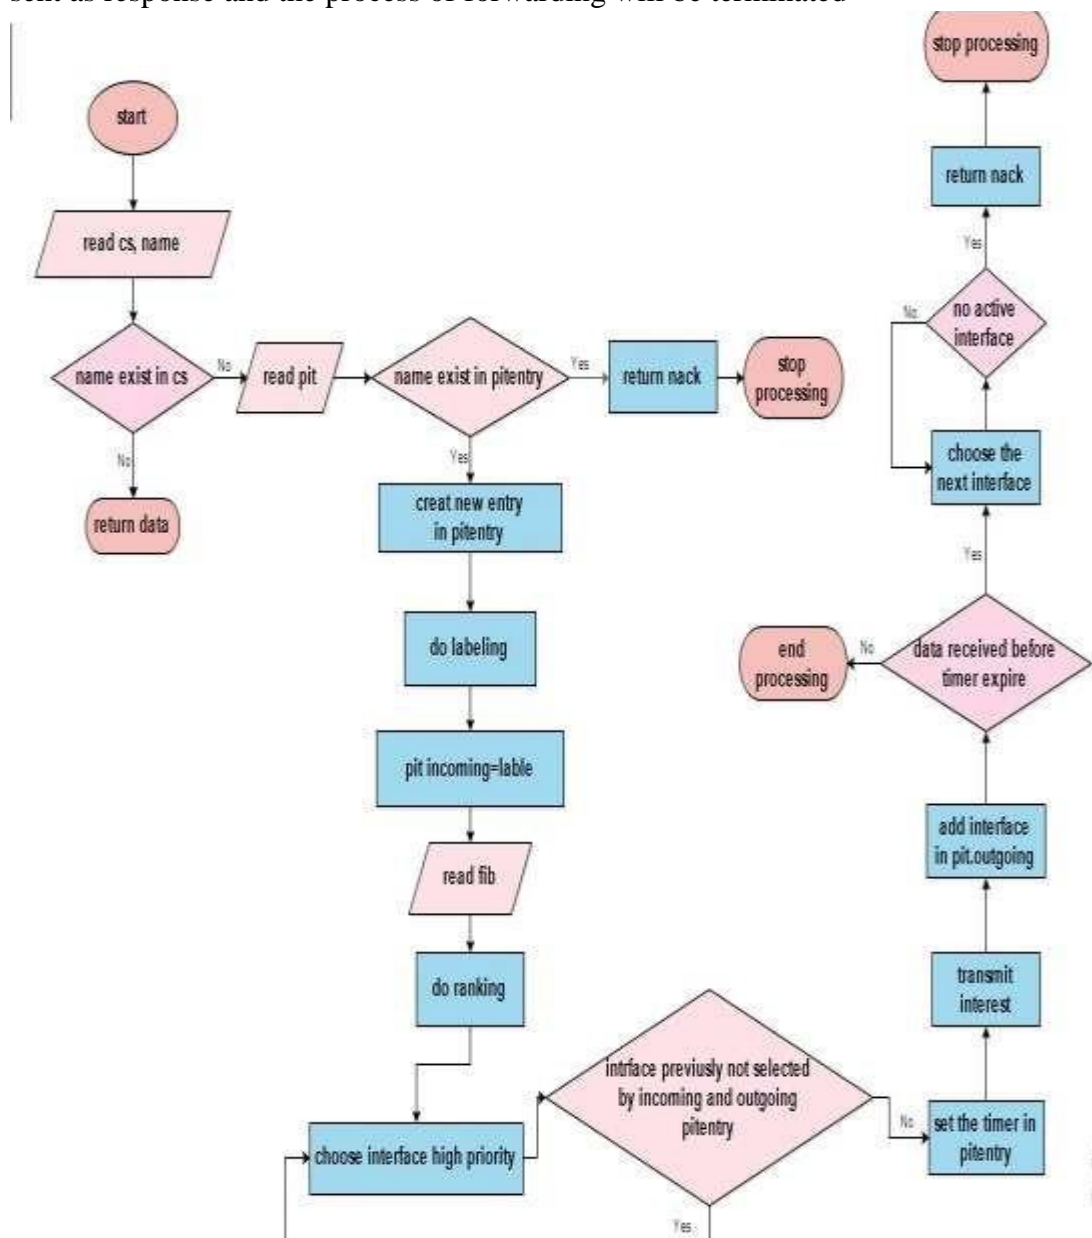 sent as response and the process of forwarding will be terminated
start
read cs, name
name exist in cs
No
No
return data
read pit
name exist in pitentry
Yes
return nack
stop
processing
Yes
creat new entry
in pitentry
do labeling
pit incoming=lable
read fib
do ranking
choose interface high priority
intrface previusly not selected
by incoming and outgoing
pitentry
Yes
No
set the timer in
pitentry
transmit
interest
add interface
in pit.outgoing
data received before
timer expire
No
end
processing
Yes
choose the
next interface
no active
interface
No
Yes
return nack
stop processing